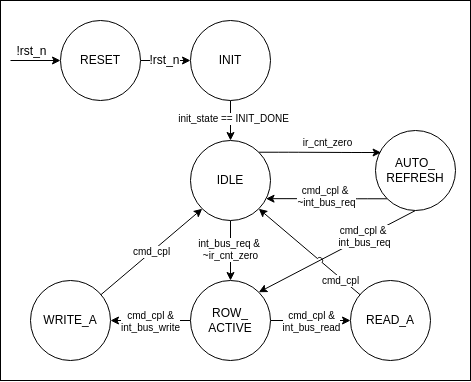 !rst_n
RESET
!rst_n
INIT
init_state == INIT_DONE
IDLE
ir_cnt_zero
AUTO_
REFRESH
cmd_cpl &
~int_bus_req
cmd_cpl &
int_bus_req
int_bus_req &
~ir_cnt_zero
cmd_cpl
cmd_cpl
WRITE_A
cmd_cpl &
int_bus_write
ROW_
ACTIVE
cmd_cpl &
int_bus_read
READ_A